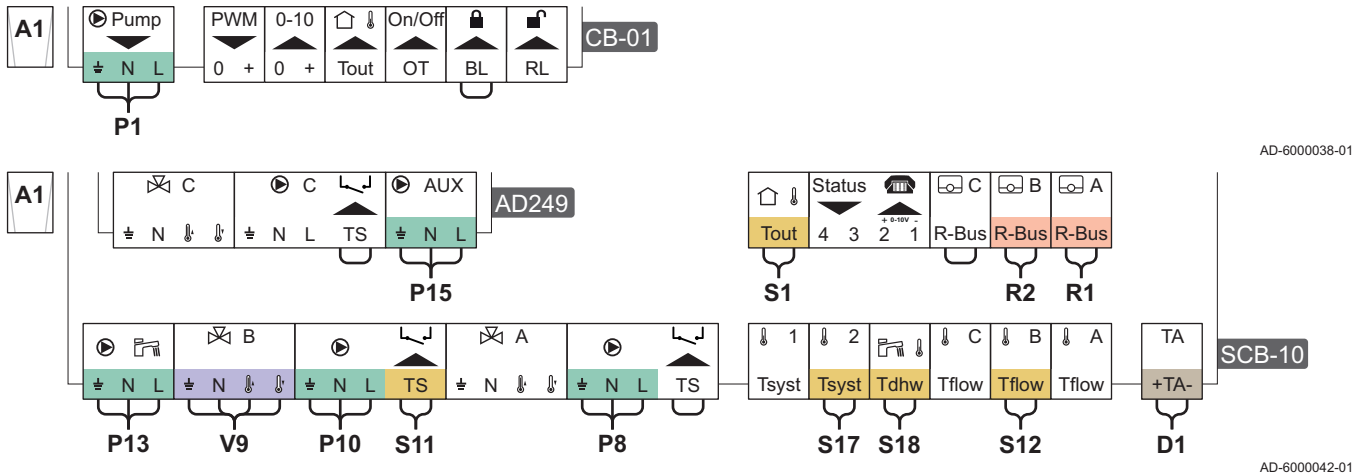 A1
Pump
PWM 0-10 On/Off
N L 0 + 0 + Tout OT BL RL
CB-01
P1
AD-6000038-01
A1
C C AUX
N N L TS N L
AD249
P15
Status C B A
+ 0-10V -
Tout 4 3 2 1 R-Bus R-Bus R-Bus
S1 R2 R1
B A
N L N N L TS N N L TS
P13 V9 P10 S11 P8
1 2 C B A TA
Tsyst Tsyst Tdhw Tflow Tflow Tflow +TA-
SCB-10
S17 S18 S12 D1
AD-6000042-01